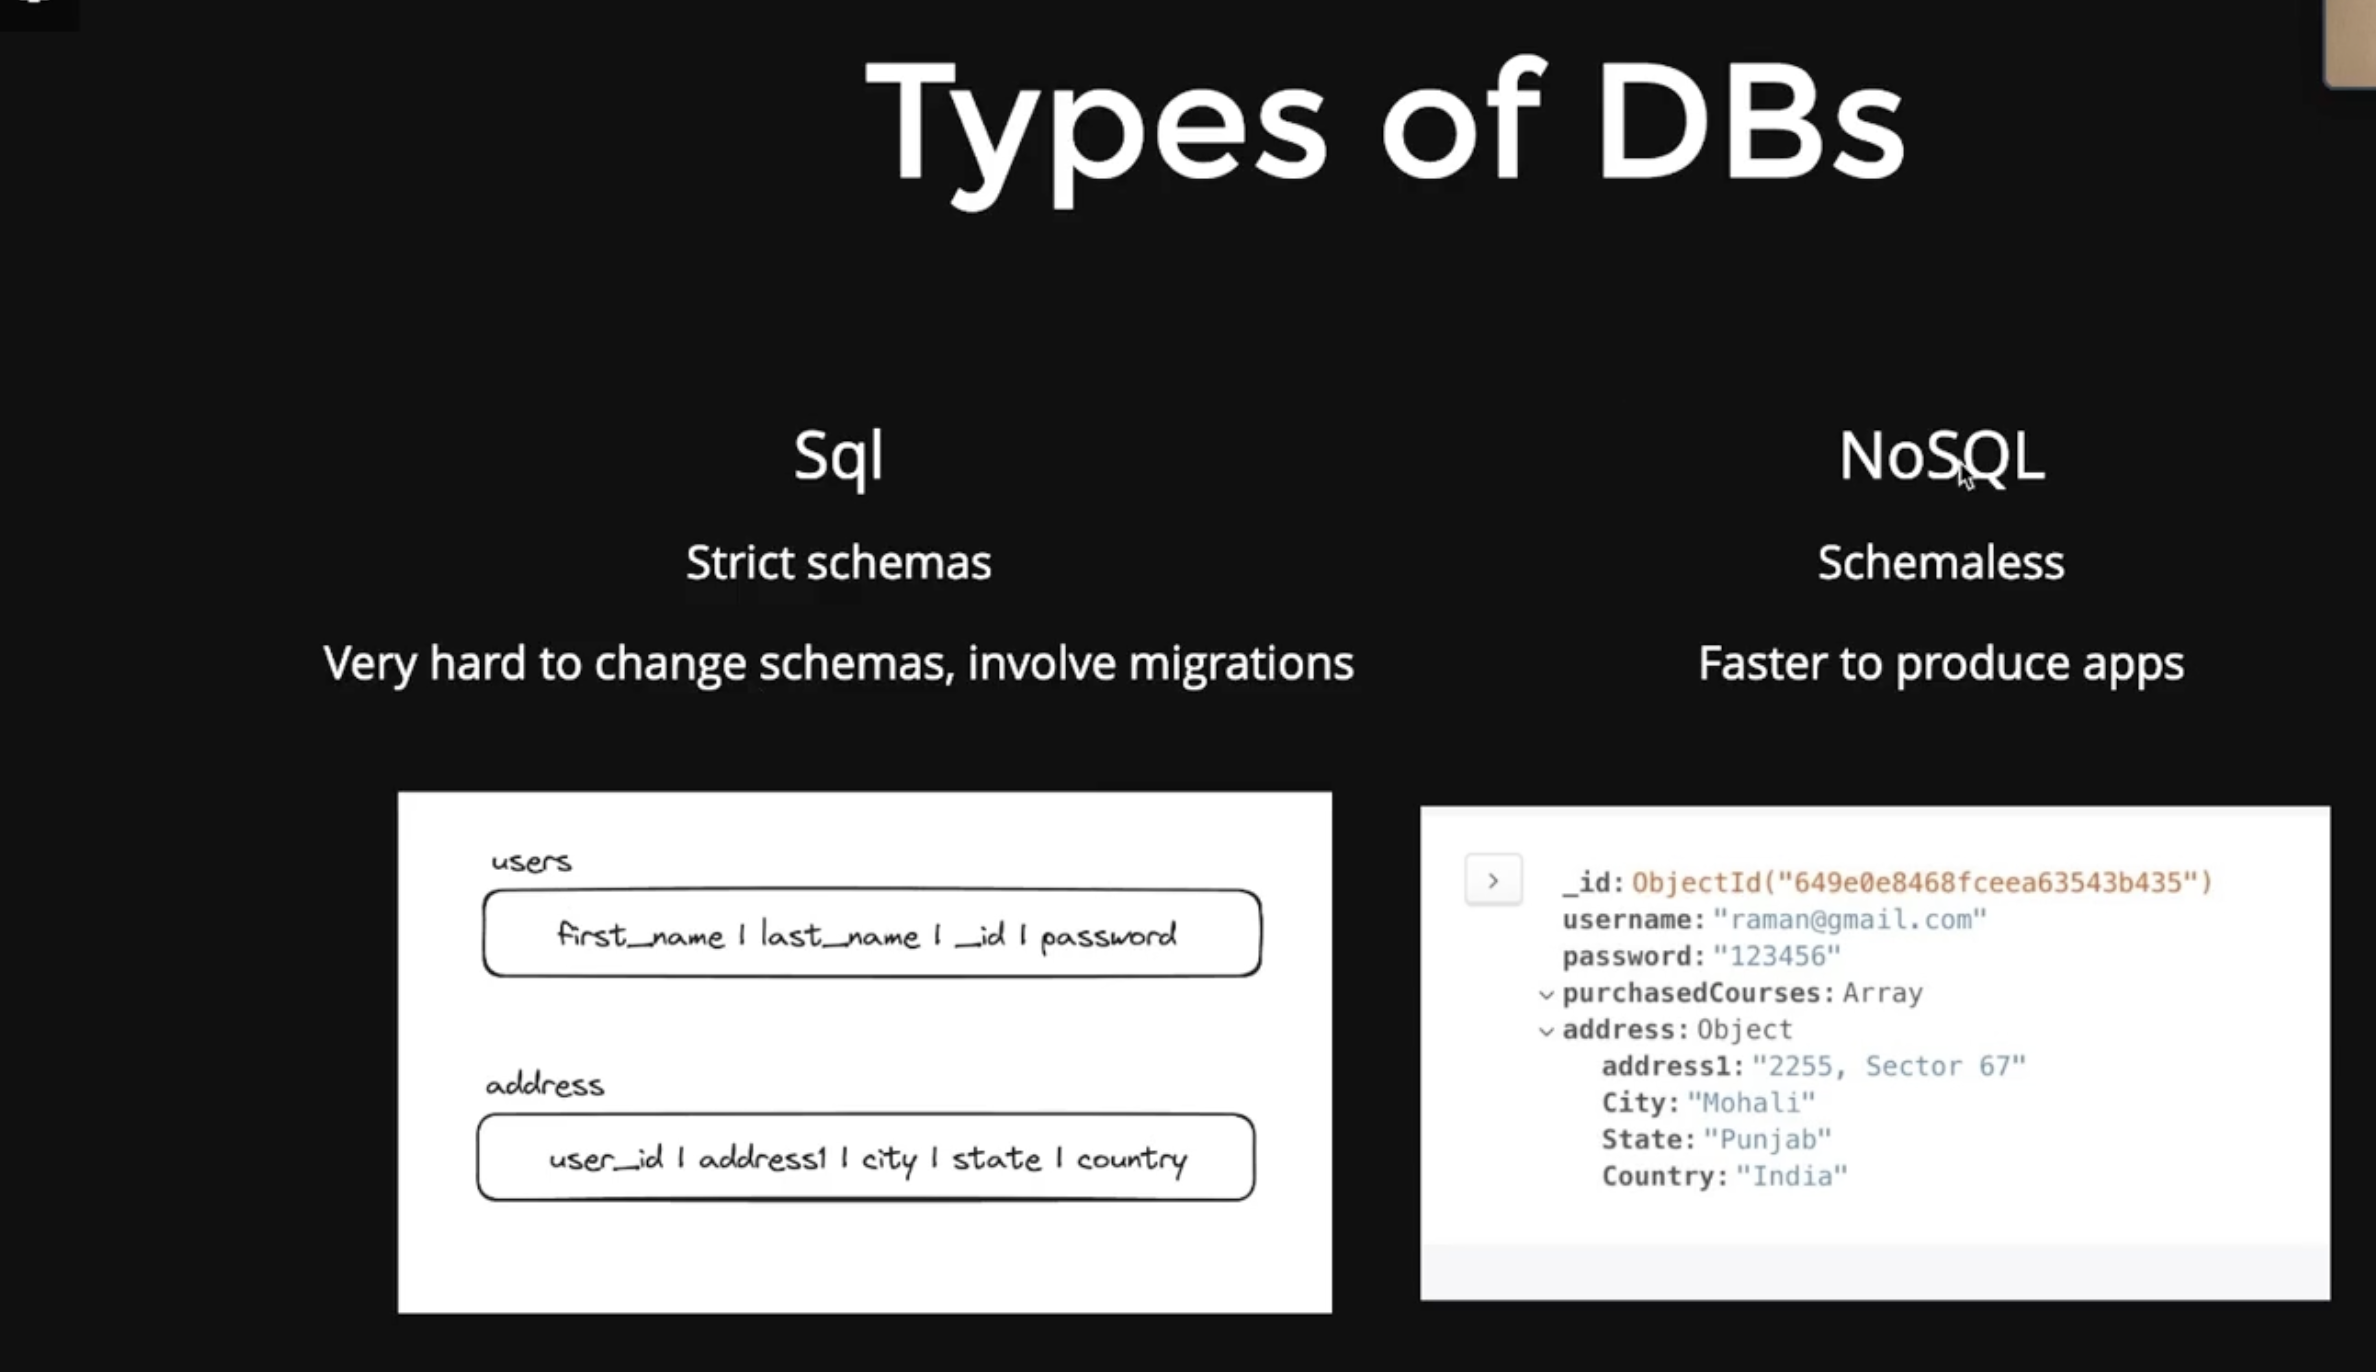 Types of DBs
Sql
Strict schemas
Very hard to change schemas, involve migrations
users
first_name | last_name | _id | password
address
user_id | address1 | city | state | country
NoSQL
Schemaless
Faster to produce apps
_id: ObjectId("649e0e8468fceea63543b435")
username: "raman@gmail.com"
password: "123456"
purchasedCourses: Array
address: Object
address1: "2255, Sector 67"
City: "Mohali"
State: "Punjab"
Country: "India"